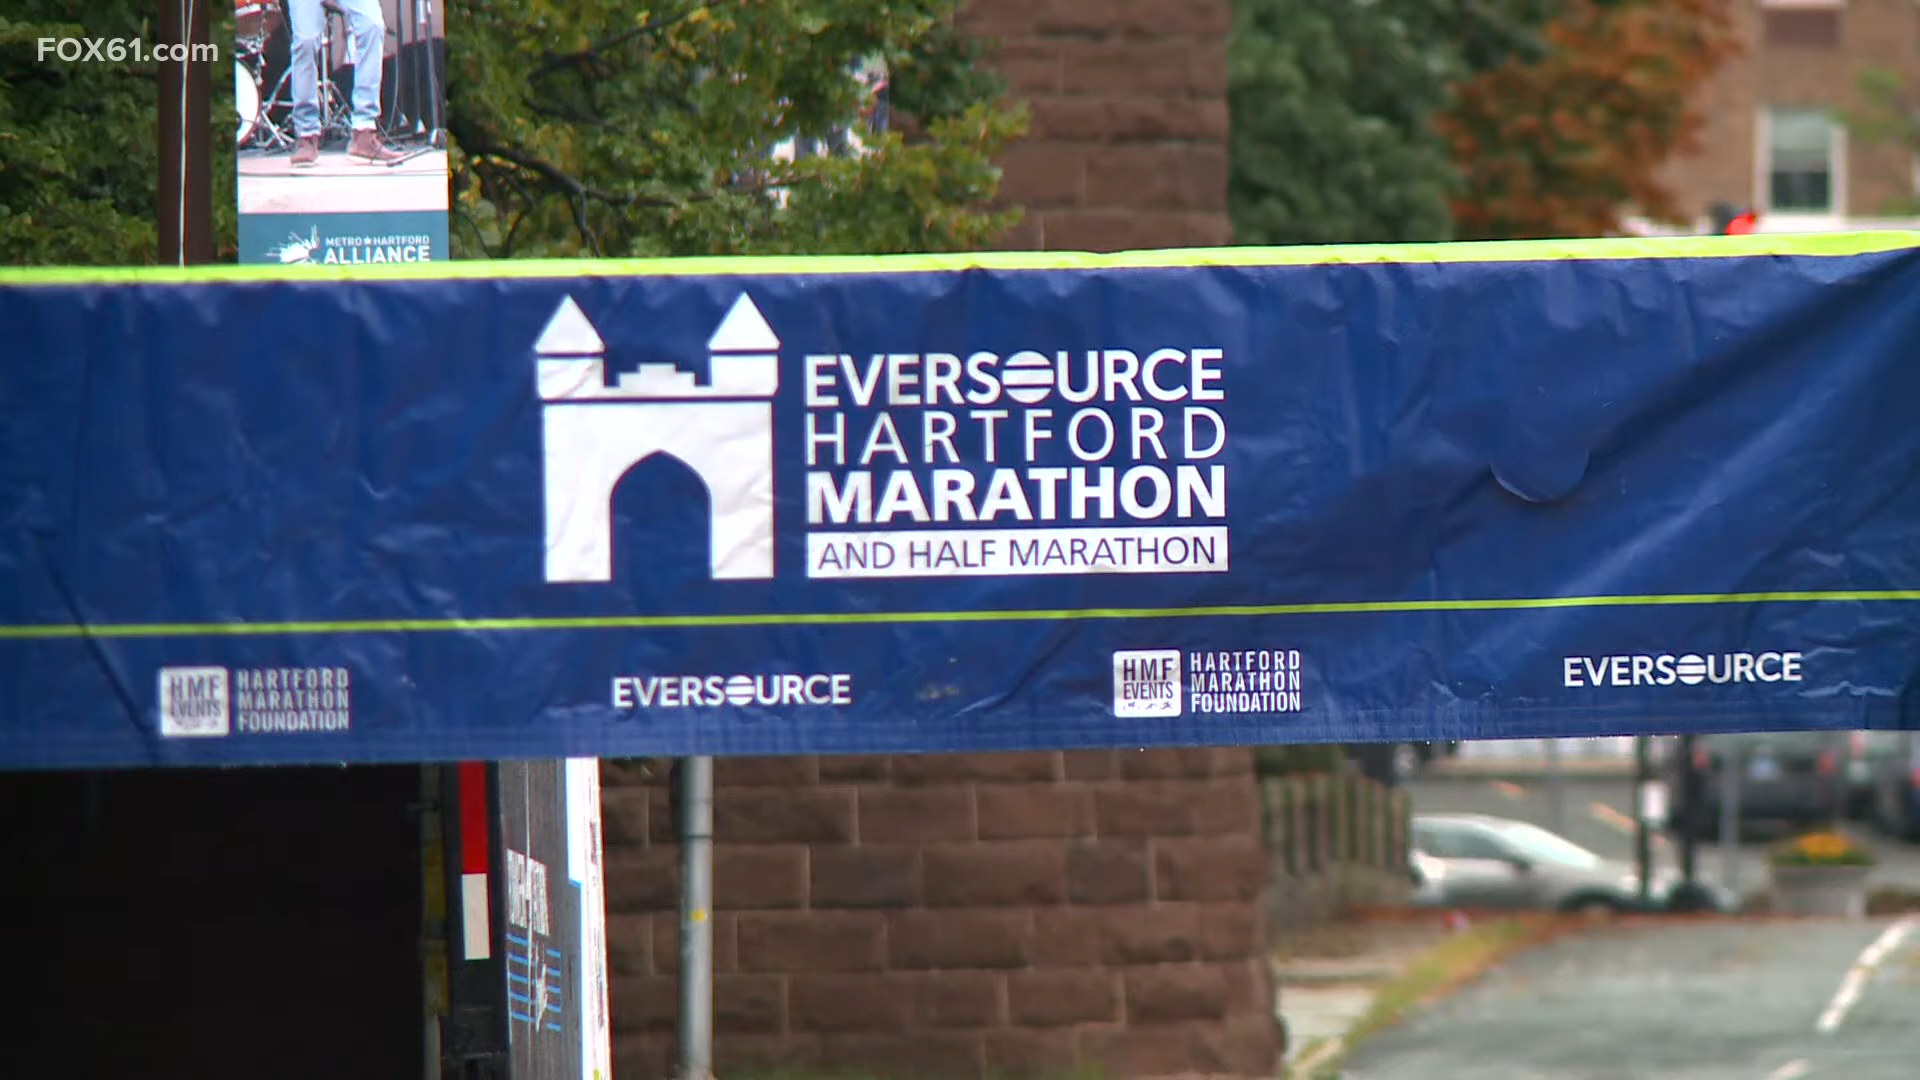 FOX61.com
METRO★HARTFORD
ALLIANCE
EVERSOURCE
HARTFORD
MARATHON
AND HALF MARATHON
HMF
EVENTS
HARTFORD
MARATHON
FOUNDATION
EVERSOURCE
HMF
EVENTS
HARTFORD
MARATHON
FOUNDATION
EVERSOURCE